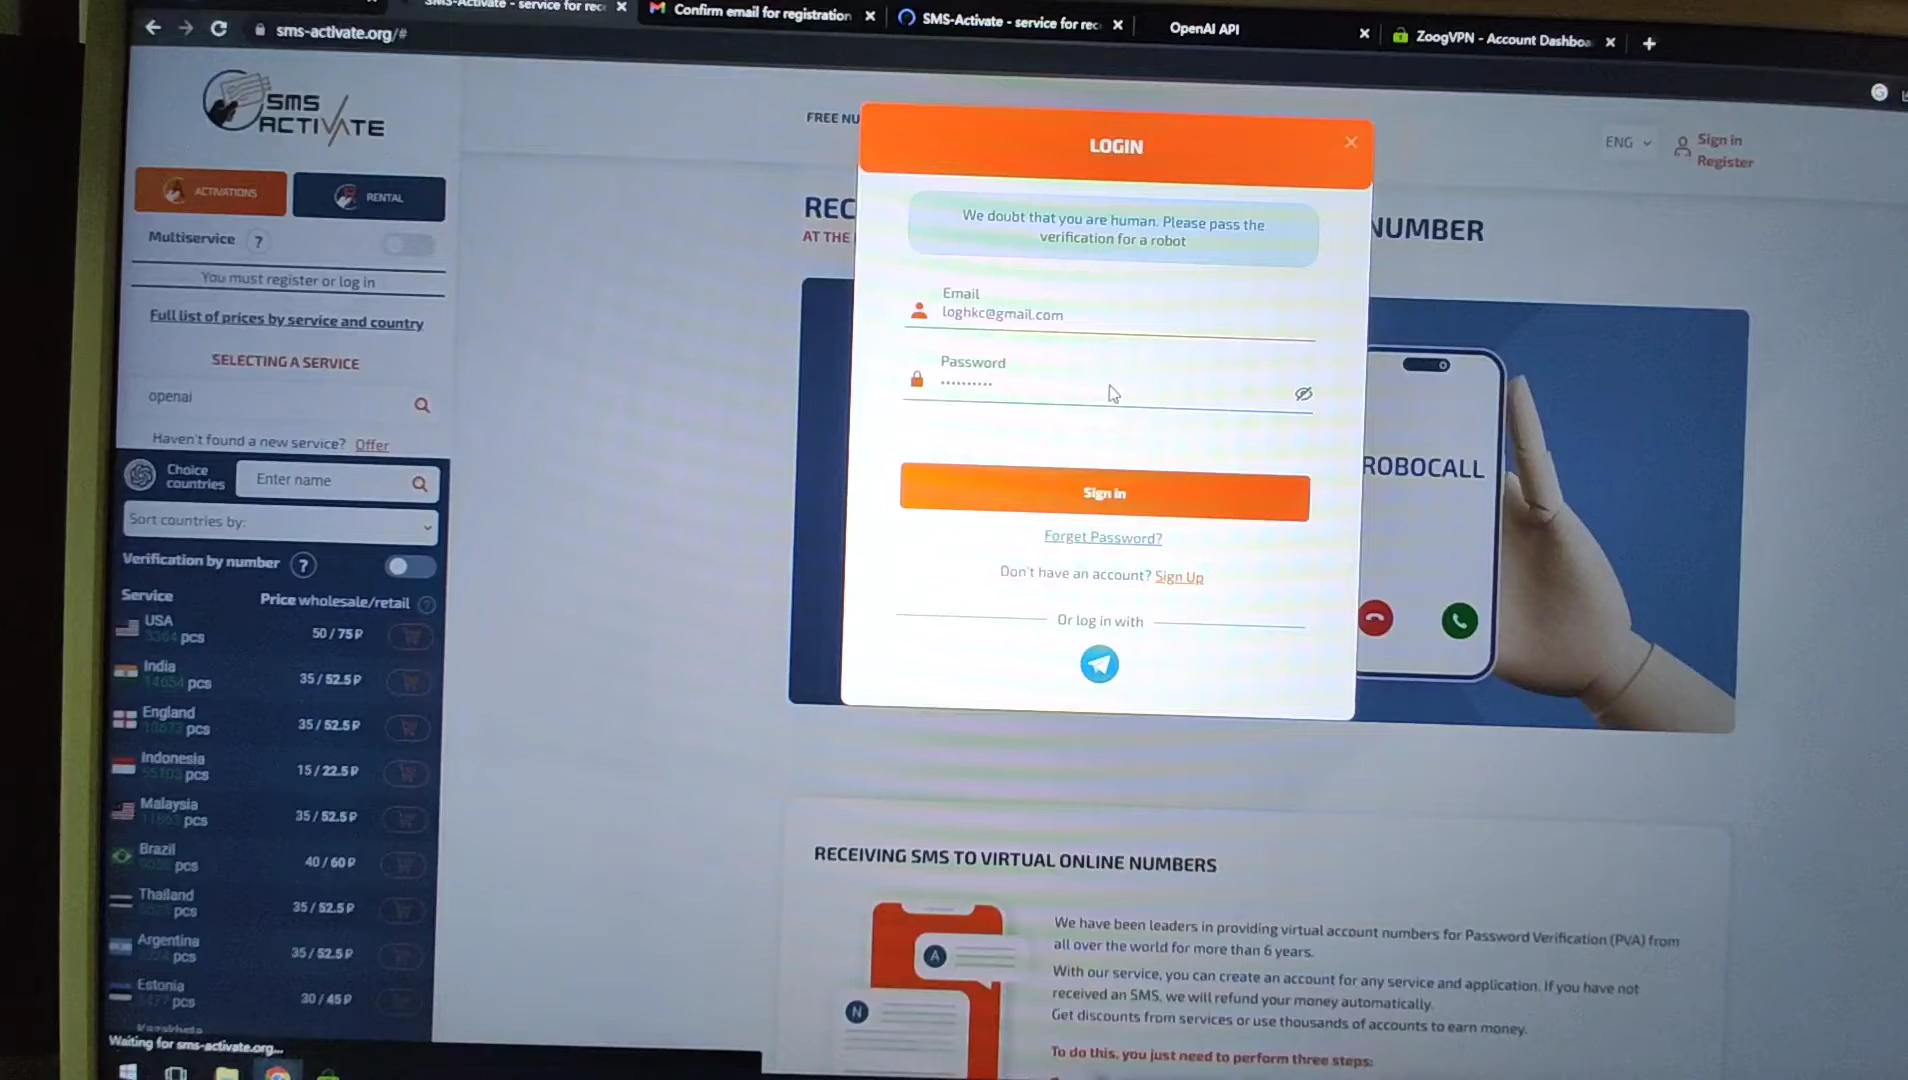 SMS-Activate - service for rec
Confirm email for registration
SMS-Activate - service for rec
OpenAI API
ZoogVPN - Account Dashboa
sms-activate.org/#
SMS
ACTIVATE
FREE NU
ENG
Sign in
Register
ACTIVATIONS
RENTAL
Multiservice ?
You must register or log in
Full list of prices by service and country
SELECTING A SERVICE
openai
Haven't found a new service? Offer
Choice
countries
Enter name
Sort countries by:
Verification by number ?
Service
Price wholesale/retail ?
USA
pcs
50 / 75₽
India
14654 pcs
35 / 52.5₽
England
pcs
35 / 52.5₽
Indonesia
55103 pcs
15 / 22.5₽
Malaysia
pcs
35 / 52.5₽
Brazil
pcs
40 / 60₽
Thailand
pcs
35 / 52.5₽
Argentina
pcs
35 / 52.5₽
Estonia
pcs
30 / 45₽
Waiting for sms-activate.org...
REC
NUMBER
AT THE
LOGIN
We doubt that you are human. Please pass the
verification for a robot
Email
loghkc@gmail.com
Password
Sign in
Forget Password?
Don't have an account? Sign Up
Or log in with
ROBOCALL
RECEIVING SMS TO VIRTUAL ONLINE NUMBERS
We have been leaders in providing virtual account numbers for Password Verification (PVA) from
all over the world for more than 6 years.
With our service, you can create an account for any service and application. If you have not
received an SMS, we will refund your money automatically.
Get discounts from services or use thousands of accounts to earn money.
To do this, you just need to perform three steps:
A
N